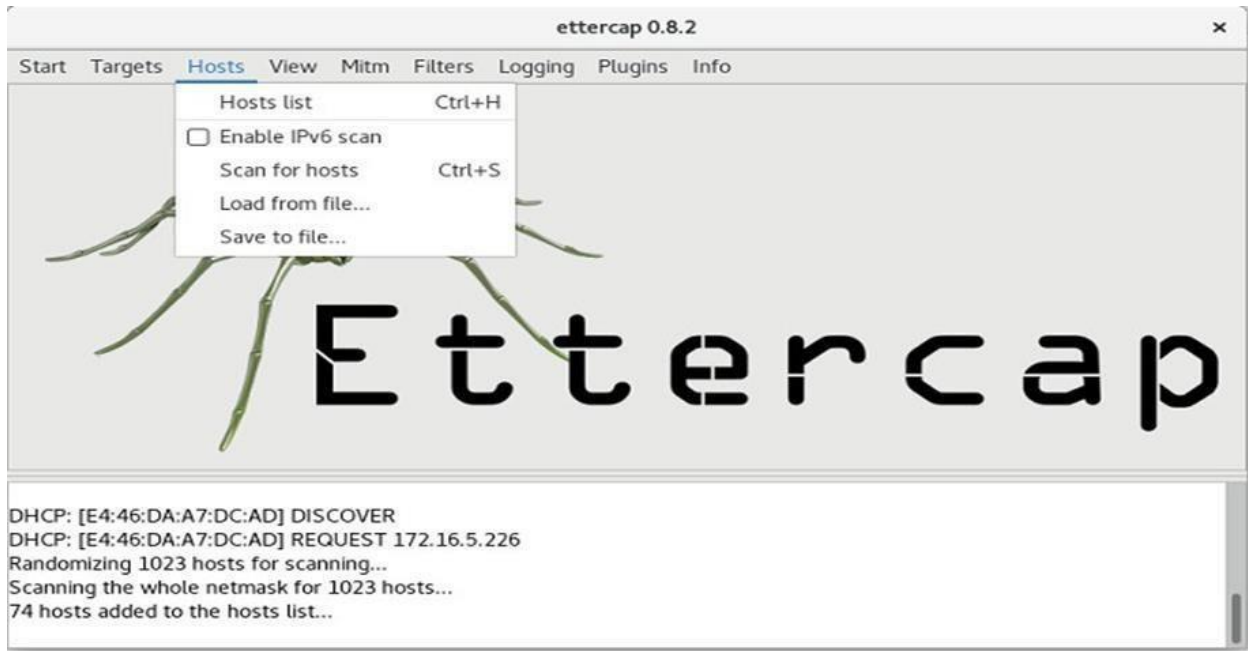 ettercap 0.8.2 ×
Start Targets Hosts View Mitm Filters Logging Plugins Info
Hosts list Ctrl+H
Enable IPv6 scan
Scan for hosts Ctrl+S
Load from file...
Save to file...
Ettercap
DHCP: [E4:46:DA:A7:DC:AD] DISCOVER
DHCP: [E4:46:DA:A7:DC:AD] REQUEST 172.16.5.226
Randomizing 1023 hosts for scanning...
Scanning the whole netmask for 1023 hosts...
74 hosts added to the hosts list...